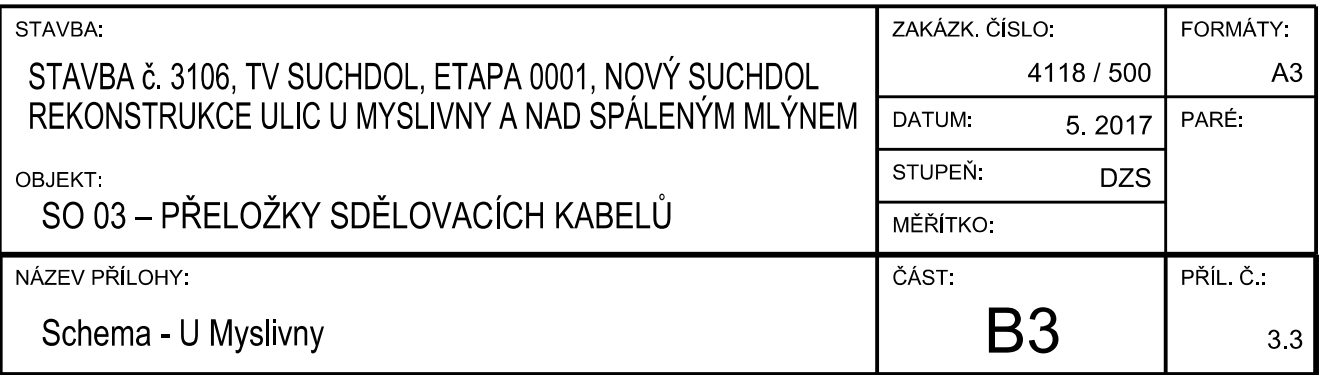 STAVBA:
STAVBA č. 3106, TV SUCHDOL, ETAPA 0001, NOVÝ SUCHDOL
REKONSTRUKCE ULIC U MYSLIVNY A NAD SPÁLENÝM MLÝNEM
OBJEKT:
SO 03 – PŘELOŽKY SDĚLOVACÍCH KABELŮ
ZAKÁZK. ČÍSLO:
4118 / 500
FORMÁTY:
A3
DATUM:
5. 2017
PARÉ:
STUPEŇ:
DZS
MĚŘÍTKO:
NÁZEV PŘÍLOHY:
Schema - U Myslivny
ČÁST:
B3
PŘÍL. Č.:
3.3